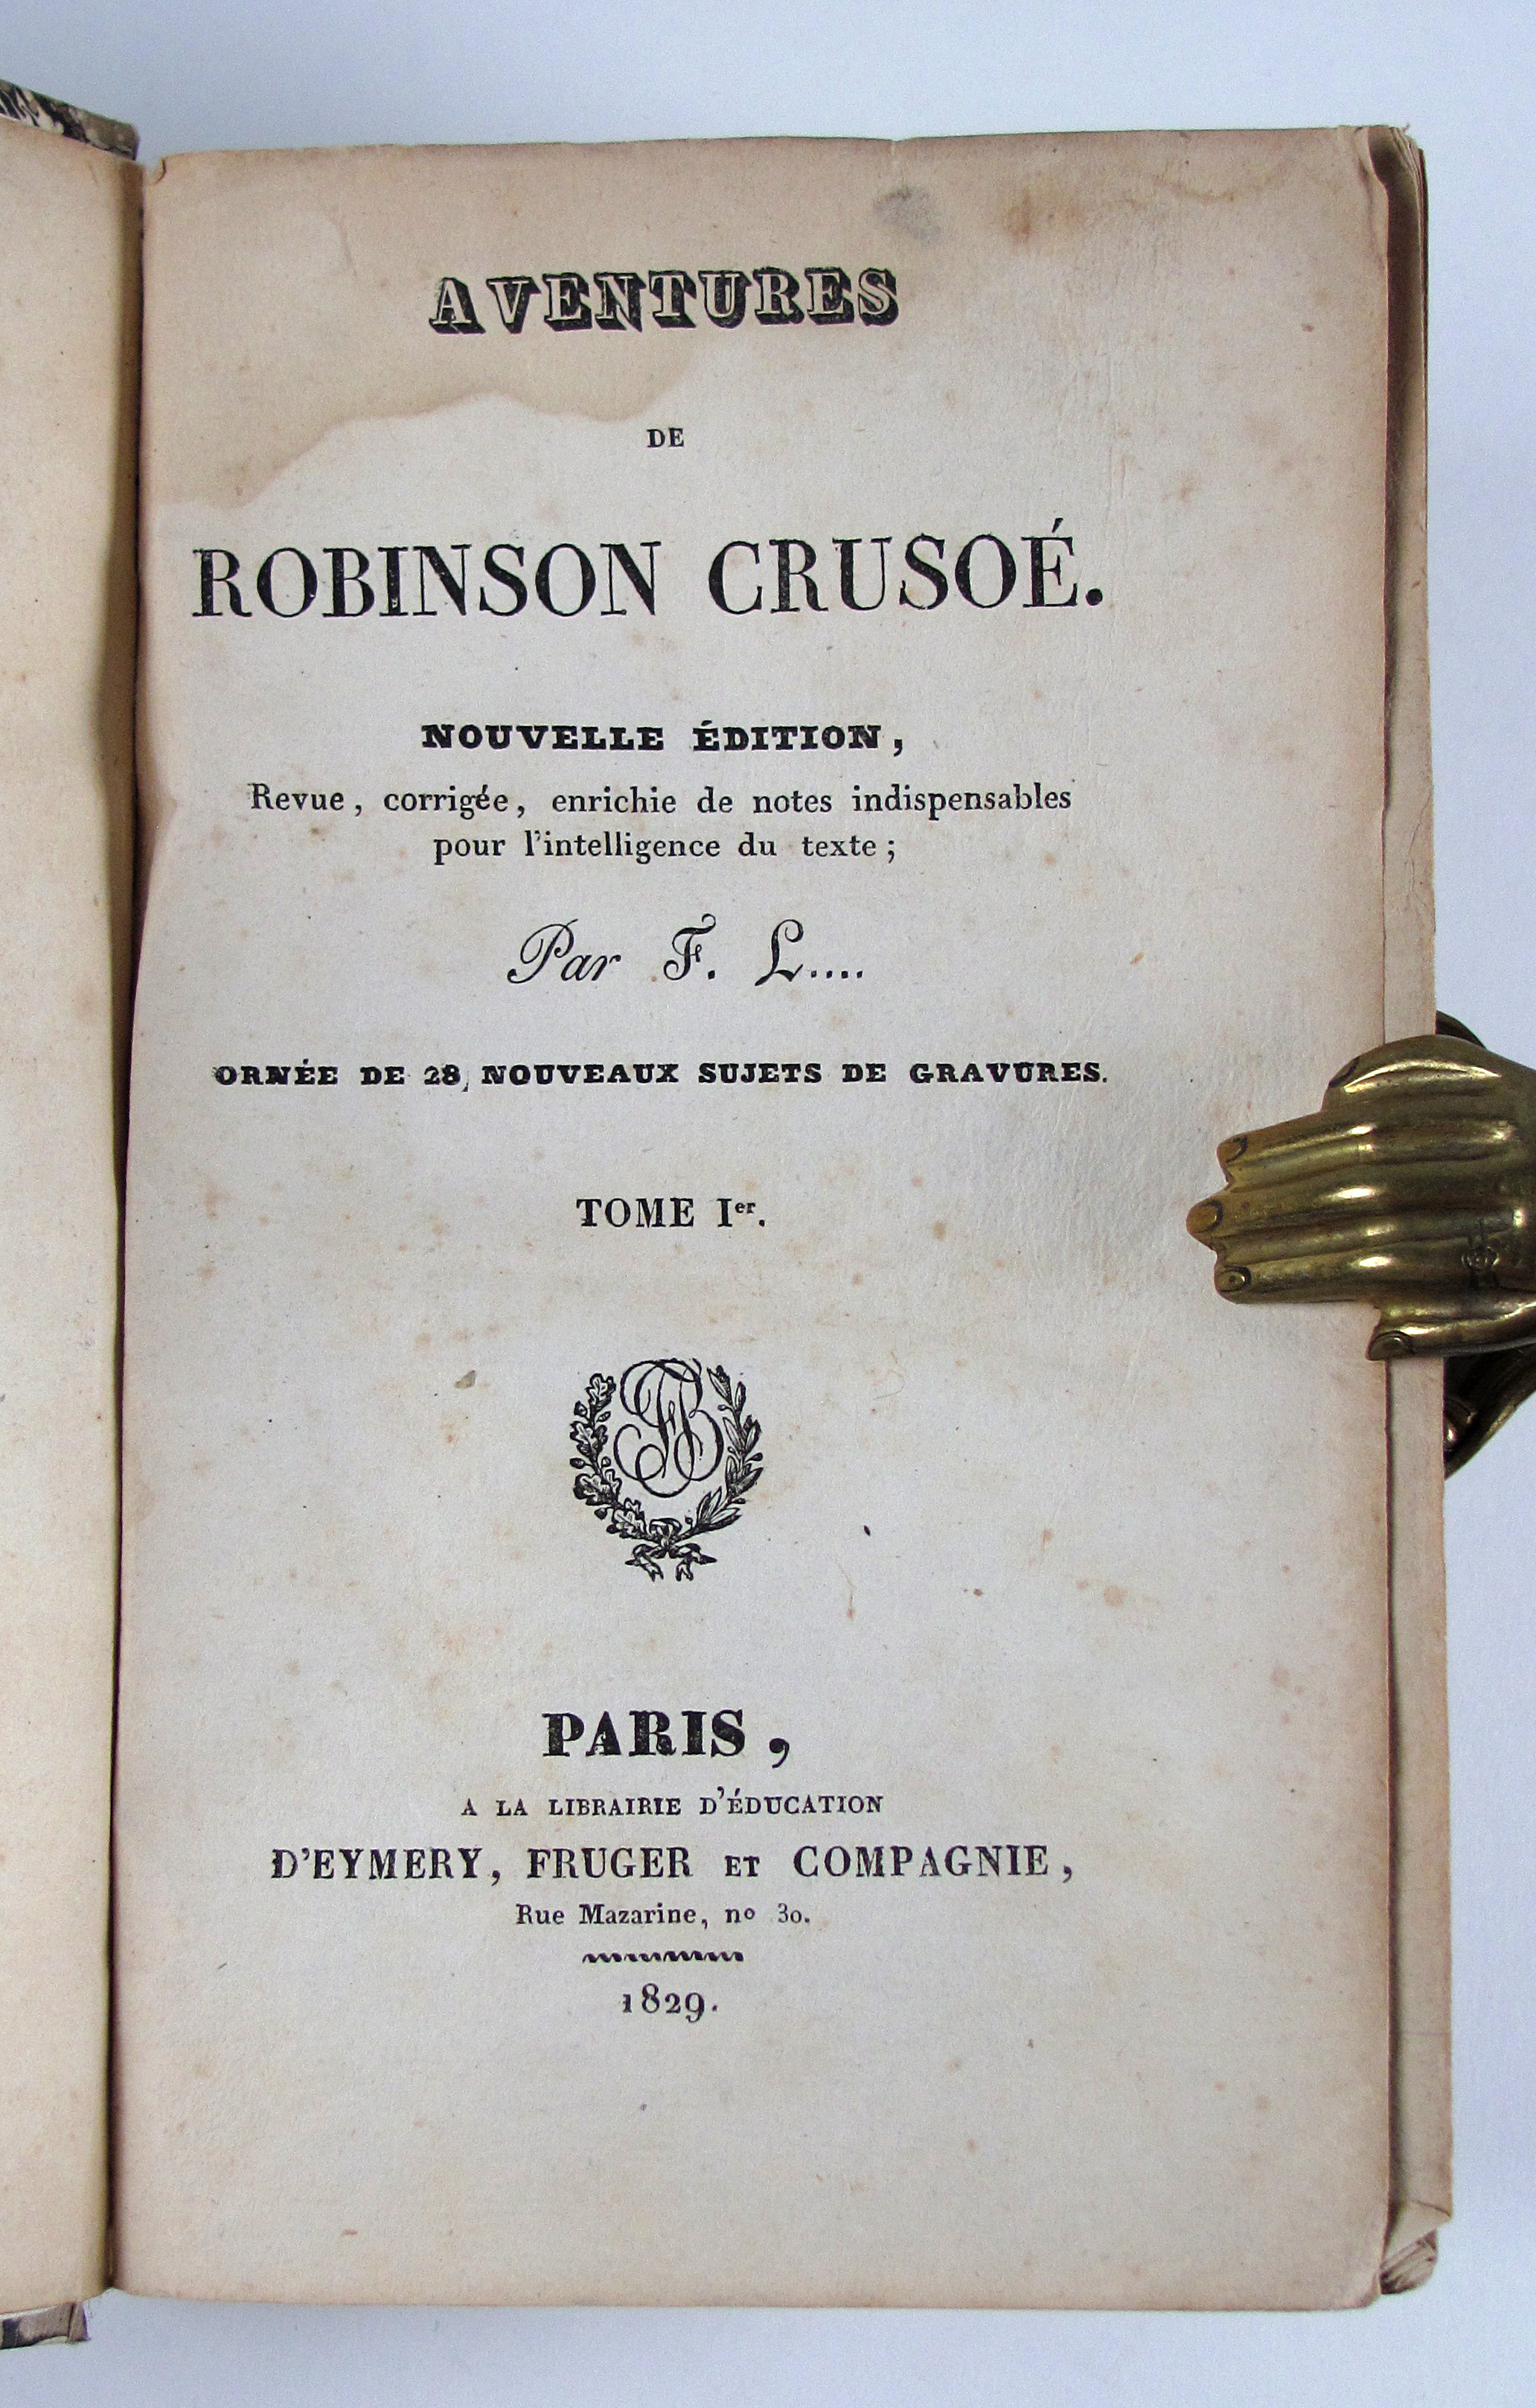 AVENTURES
DE
ROBINSON CRUSOÉ.
NOUVELLE ÉDITION,
Revue, corrigée, enrichie de notes indispensables
pour l'intelligence du texte;
Par F. L....
ORNÉE DE 28, NOUVEAUX SUJETS DE GRAVURES.
TOME Ier.
PARIS,
A LA LIBRAIRIE D'ÉDUCATION
D'EYMERY, FRUGER ET COMPAGNIE,
Rue Mazarine, no 30.
1829.